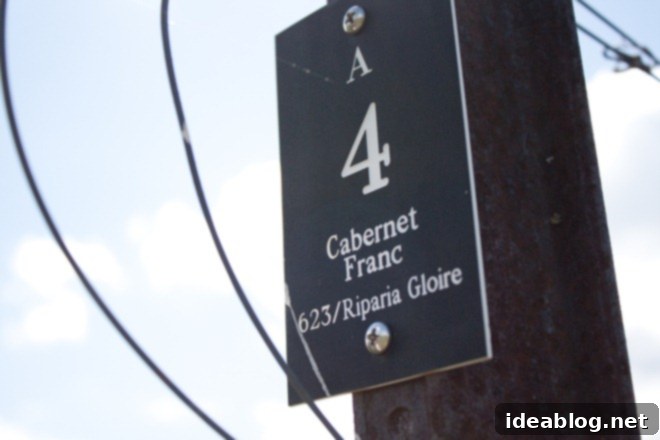 A
4
Cabernet
Franc
623/Riparia Gloire
ideablog.net